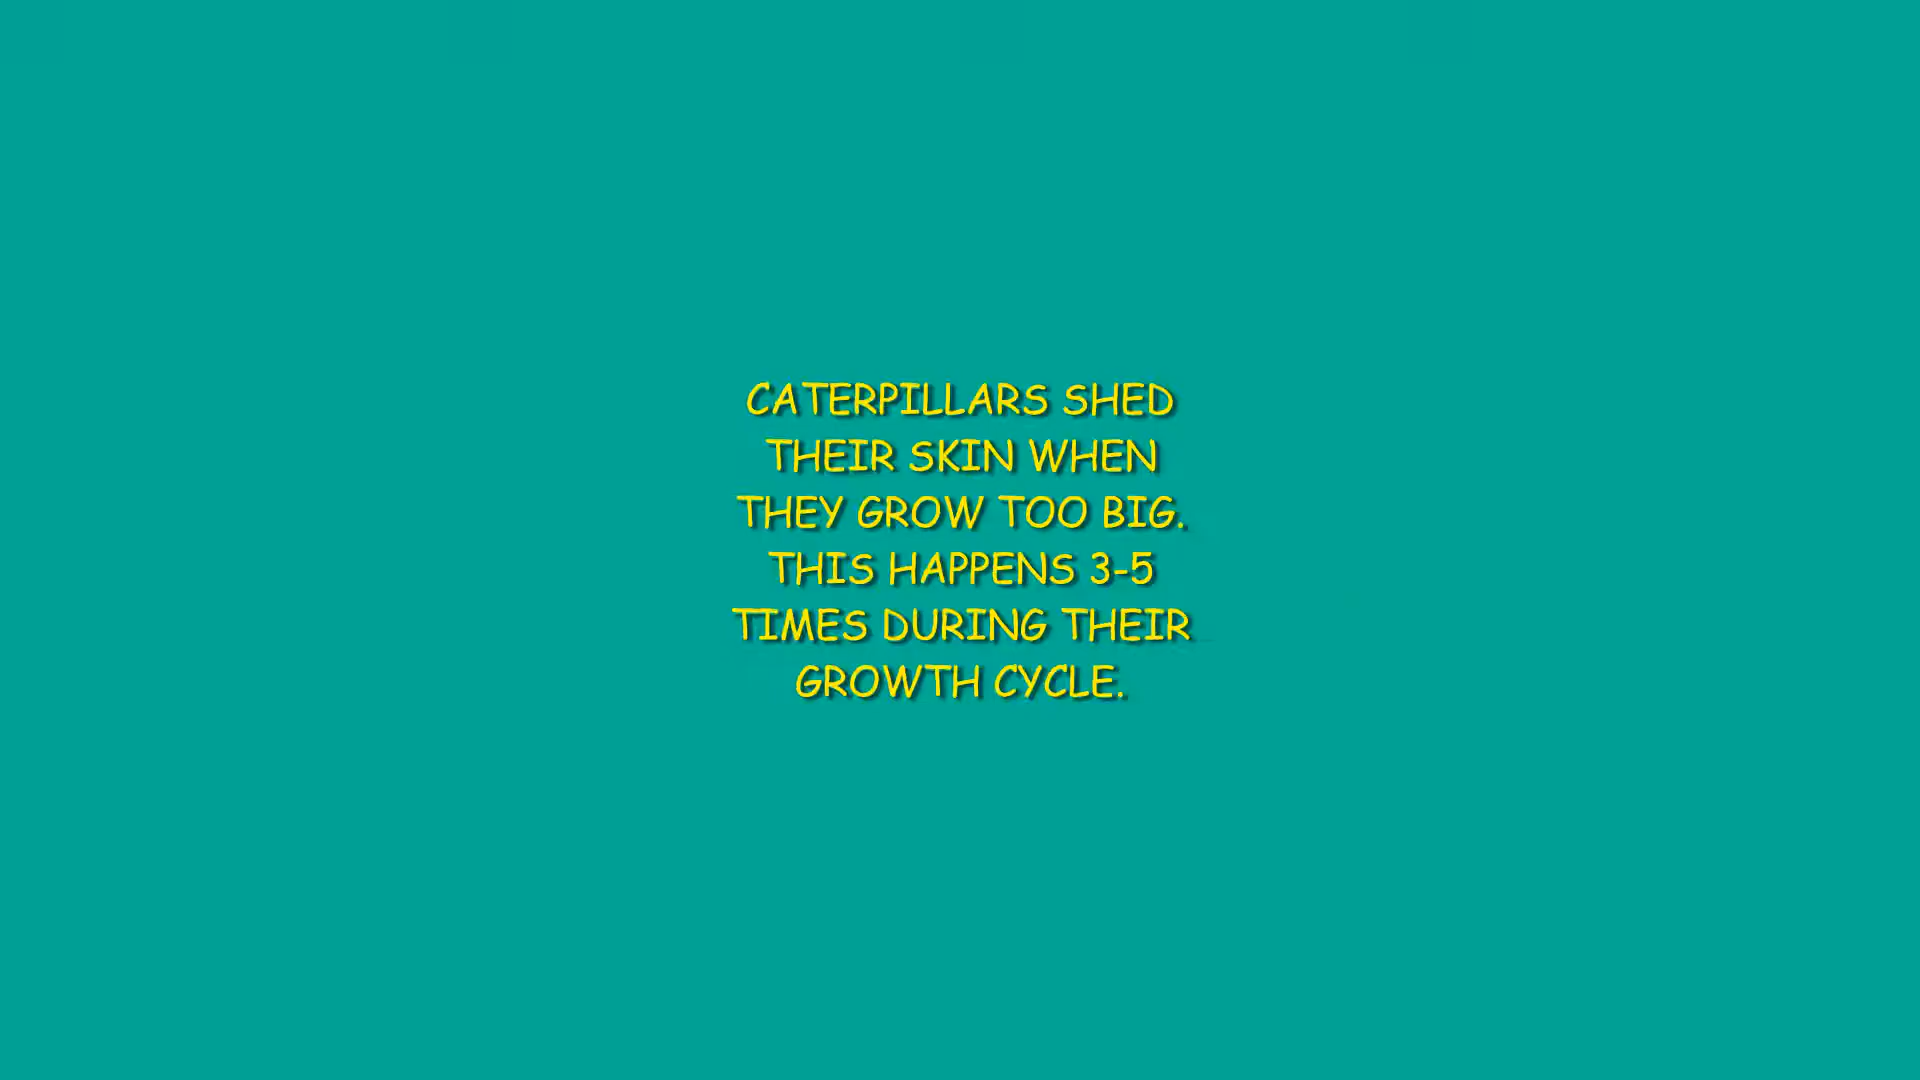 CATERPILLARS SHED
THEIR SKIN WHEN
THEY GROW TOO BIG.
THIS HAPPENS 3-5
TIMES DURING THEIR
GROWTH CYCLE.